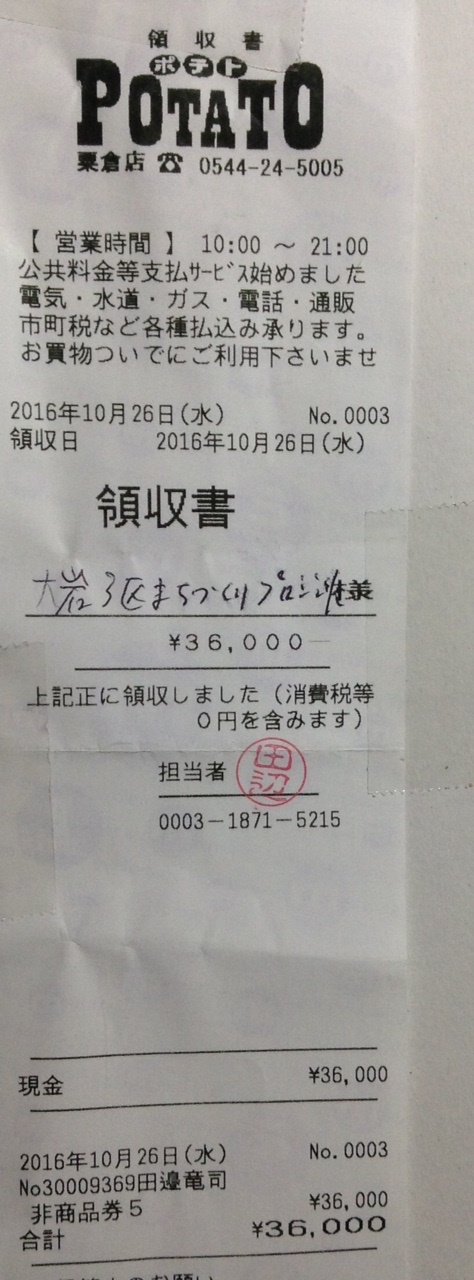 領収書
ポテト
POTATO
粟倉店 ☎ 0544-24-5005
【 営業時間 】 10:00 ～ 21:00
公共料金等支払ｻｰﾋﾞｽ始めました
電気・水道・ガス・電話・通販
市町税など各種払込み承ります。
お買物ついでにご利用下さいませ
2016年10月26日(水) No.0003
領収日 2016年10月26日(水)
領収書
大岩3区まちづくりプロジェ 様
¥36,000－
上記正に領収しました（消費税等
0円を含みます）
担当者 田辺
0003－1871－5215
現金 ¥36,000
2016年10月26日(水) No.0003
No30009369田邉竜司
非商品券5 ¥36,000
合計 ¥36,000